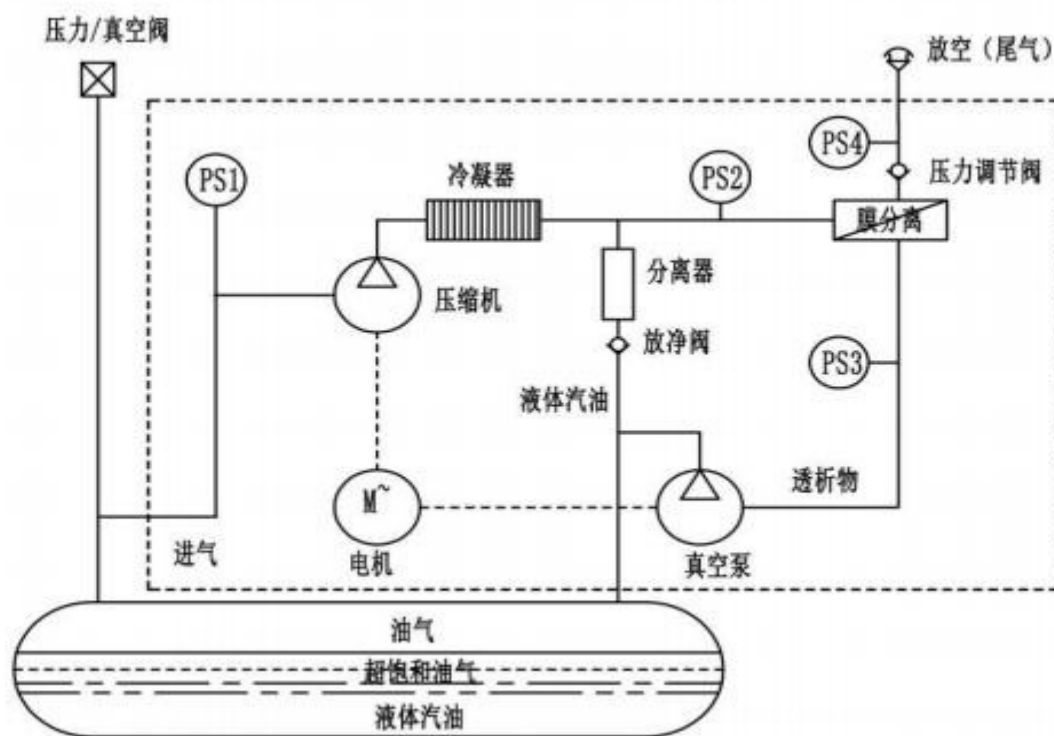 压力/真空阀
放空（尾气）
PS4
PS1
冷凝器
PS2
压力调节阀
膜分离
分离器
压缩机
放净阀
PS3
液体汽油
透析物
M~
进气
电机
真空泵
油气
超饱和油气
液体汽油